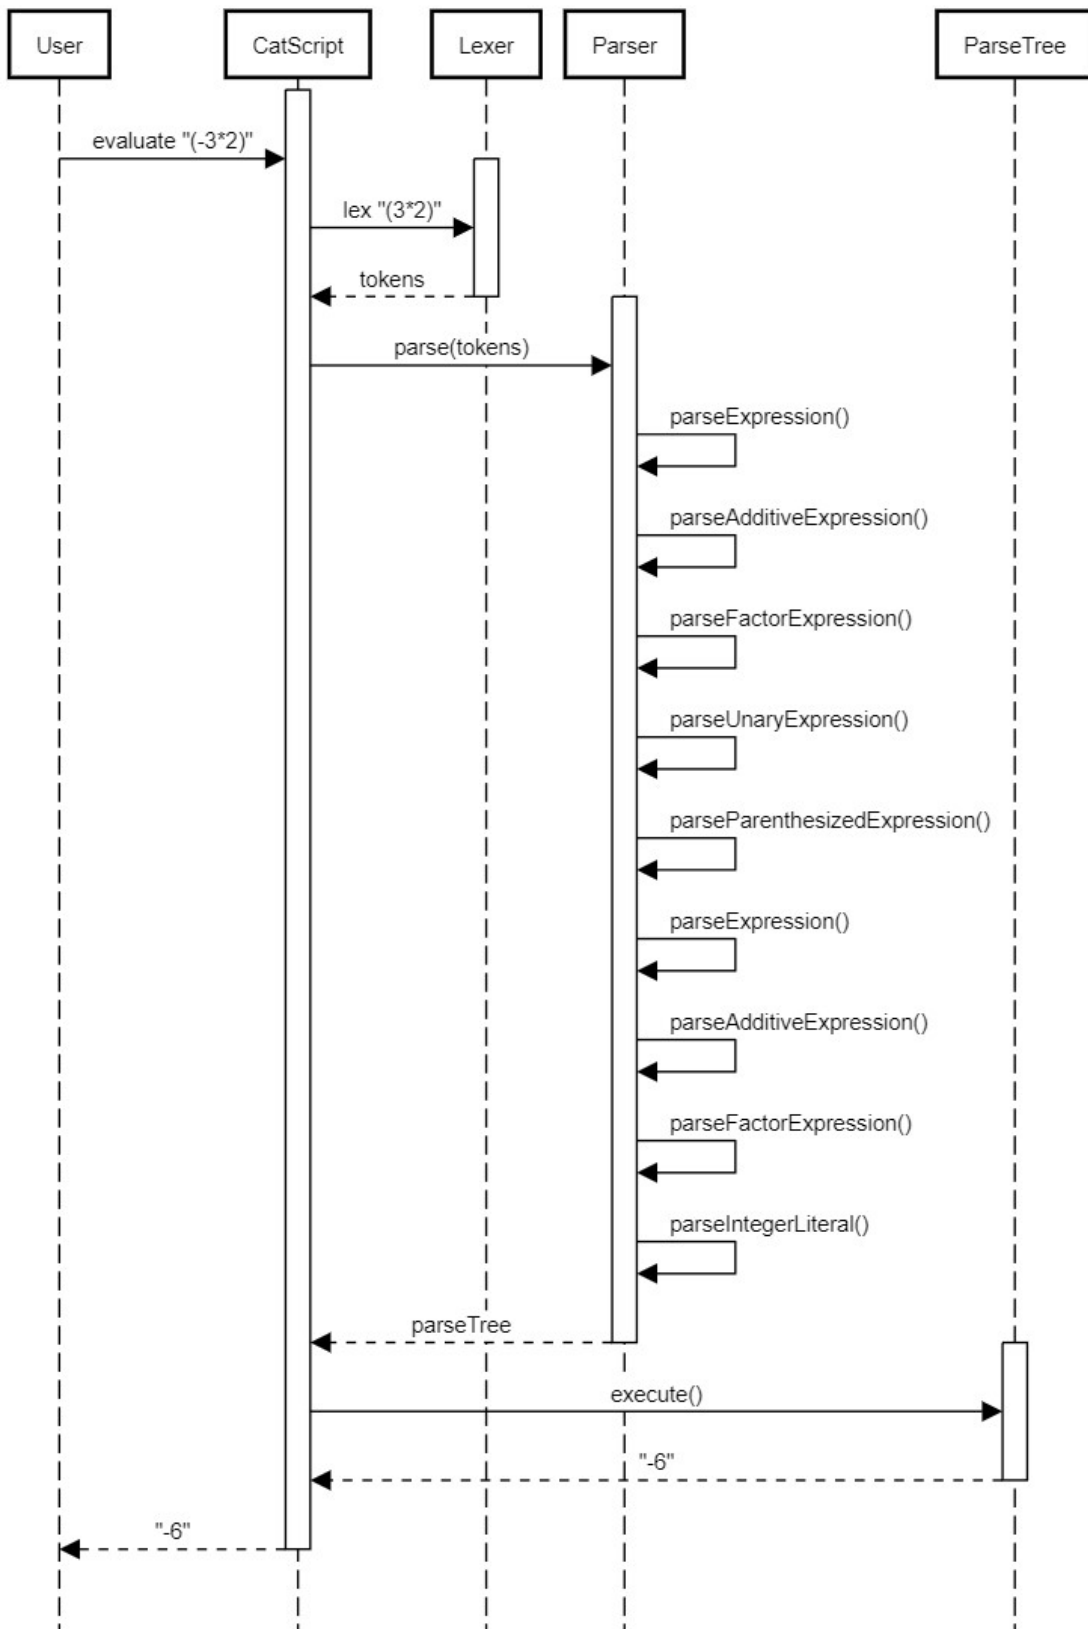 User
CatScript
Lexer
Parser
ParseTree
evaluate "(-3*2)"
lex "(3*2)"
tokens
parse(tokens)
parseExpression()
parseAdditiveExpression()
parseFactorExpression()
parseUnaryExpression()
parseParenthesizedExpression()
parseExpression()
parseAdditiveExpression()
parseFactorExpression()
parseIntegerLiteral()
parseTree
execute()
"-6"
"-6"